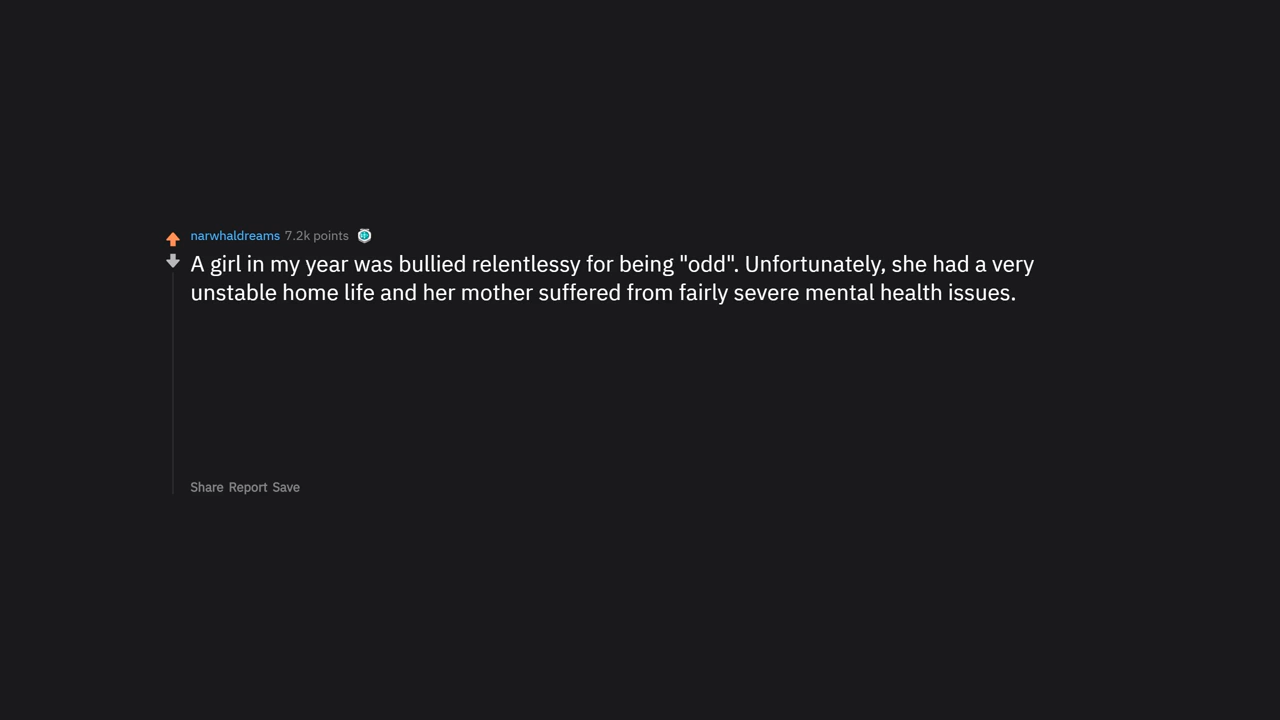 narwhaldreams 7.2k points
A girl in my year was bullied relentlessy for being "odd". Unfortunately, she had a very
unstable home life and her mother suffered from fairly severe mental health issues.
Share Report Save